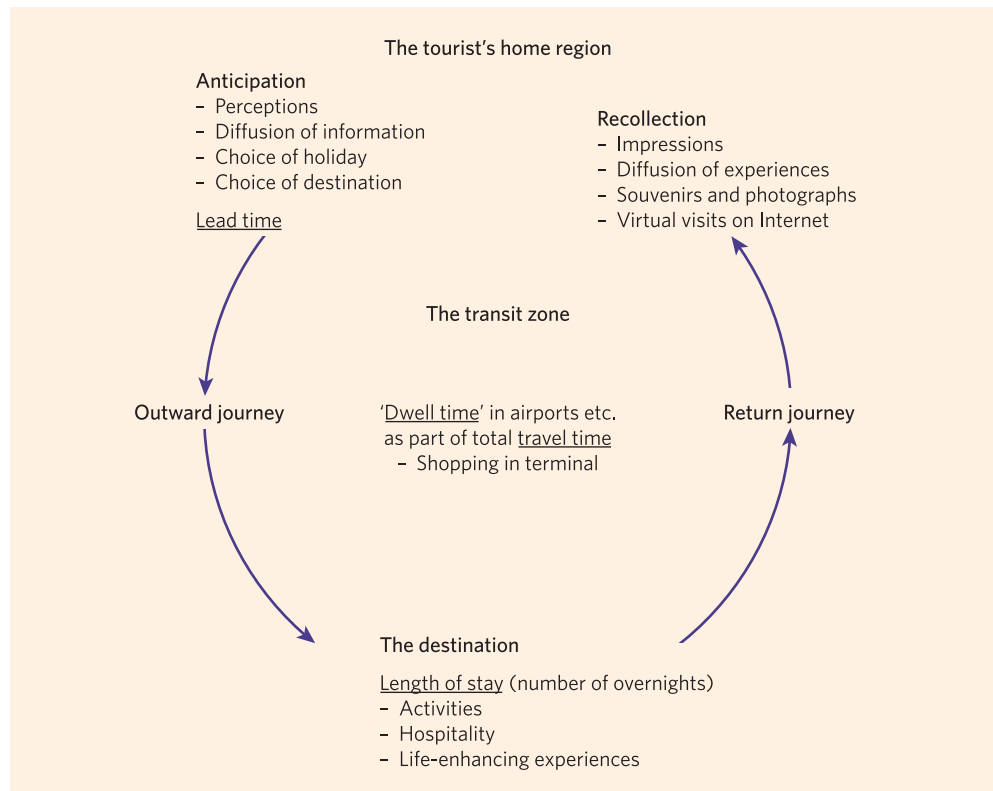 The tourist's home region
Anticipation
– Perceptions
– Diffusion of information
– Choice of holiday
– Choice of destination
Lead time
Recollection
– Impressions
– Diffusion of experiences
– Souvenirs and photographs
– Virtual visits on Internet
The transit zone
Outward journey
‘Dwell time’ in airports etc.
as part of total travel time
– Shopping in terminal
Return journey
The destination
Length of stay (number of overnights)
– Activities
– Hospitality
– Life-enhancing experiences